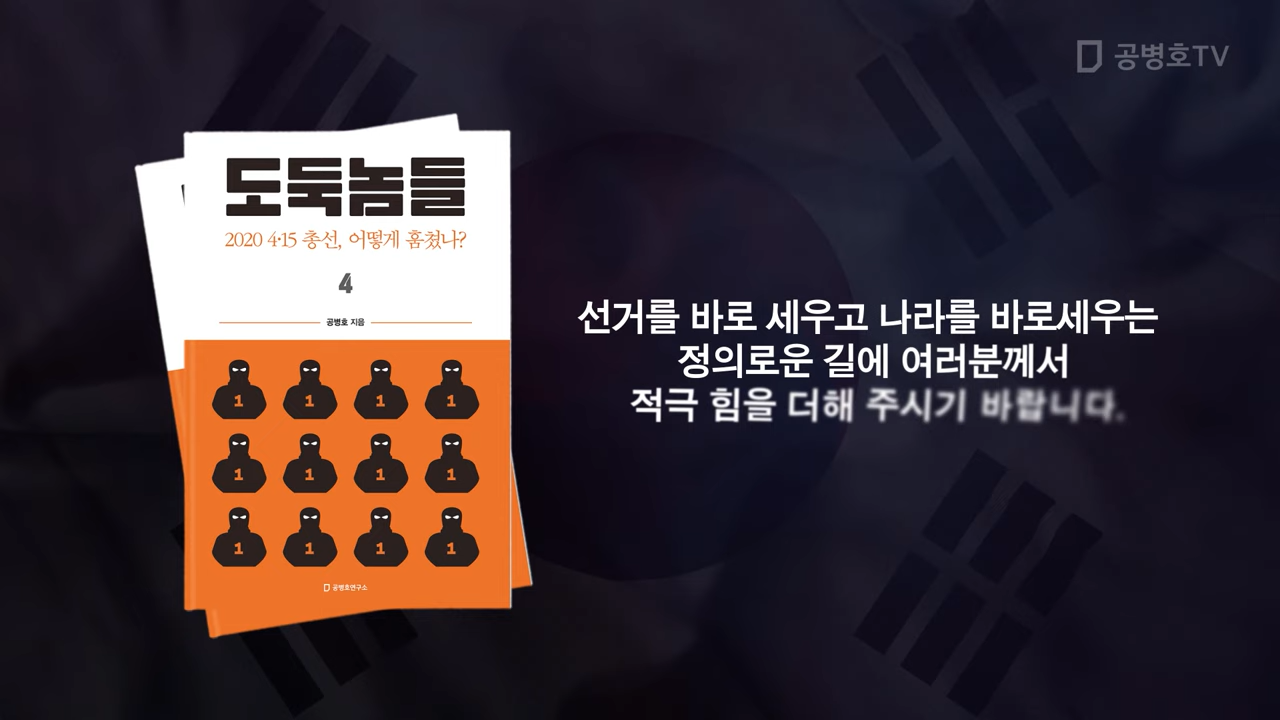 공병호TV
도둑놈들
2020 4·15 총선, 어떻게 훔쳤나?
4
공병호 지음
1 1 1 1
1 1 1 1
1 1 1 1
공병호연구소
선거를 바로 세우고 나라를 바로세우는
정의로운 길에 여러분께서
적극 힘을 더해 주시기 바랍니다.